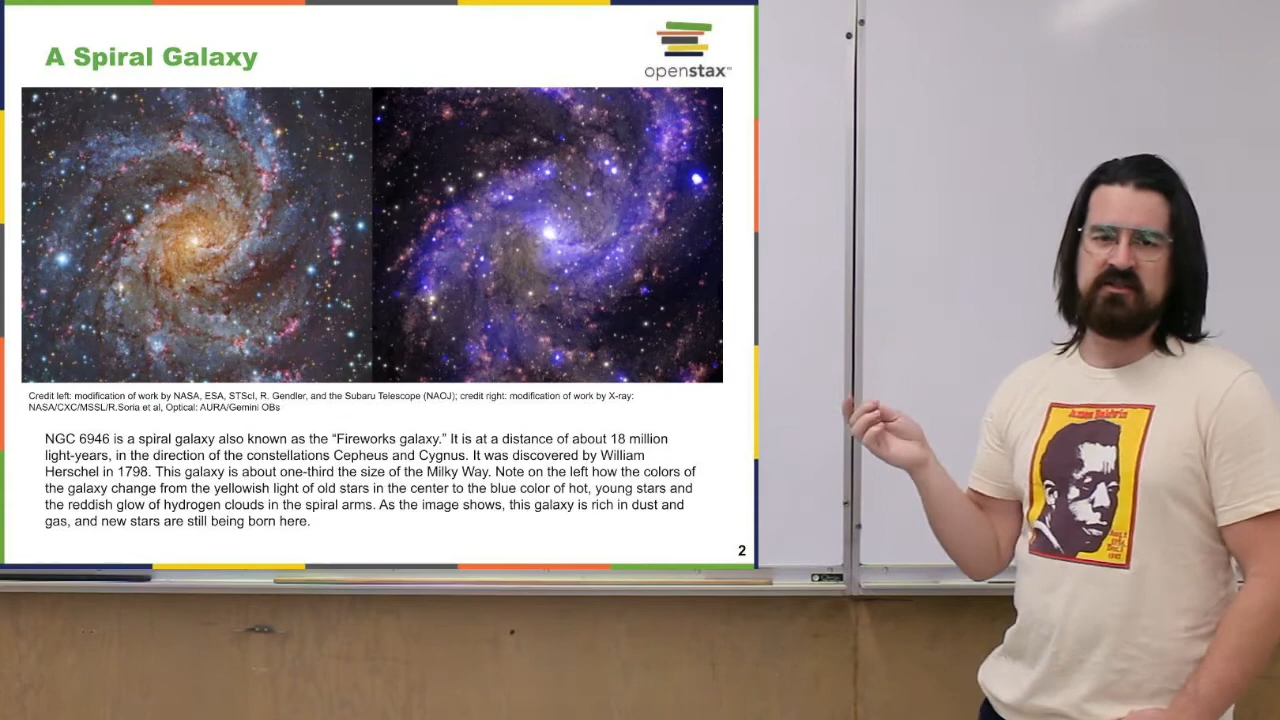 A Spiral Galaxy
openstax™
Credit left: modification of work by NASA, ESA, STScI, R. Gendler, and the Subaru Telescope (NAOJ); credit right: modification of work by X-ray:
NASA/CXC/MSSL/R.Soria et al, Optical: AURA/Gemini OBs
NGC 6946 is a spiral galaxy also known as the “Fireworks galaxy.” It is at a distance of about 18 million
light-years, in the direction of the constellations Cepheus and Cygnus. It was discovered by William
Herschel in 1798. This galaxy is about one-third the size of the Milky Way. Note on the left how the colors of
the galaxy change from the yellowish light of old stars in the center to the blue color of hot, young stars and
the reddish glow of hydrogen clouds in the spiral arms. As the image shows, this galaxy is rich in dust and
gas, and new stars are still being born here.
2
James Baldwin